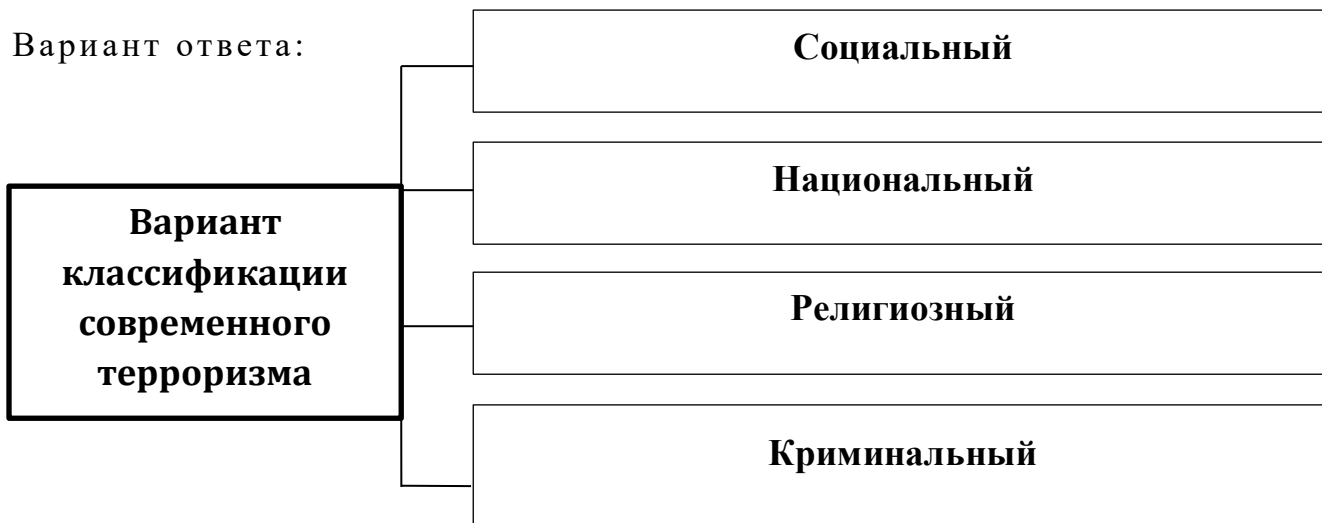 Вариант ответа:
Социальный
Национальный
Вариант
классификации
современного
терроризма
Религиозный
Криминальный